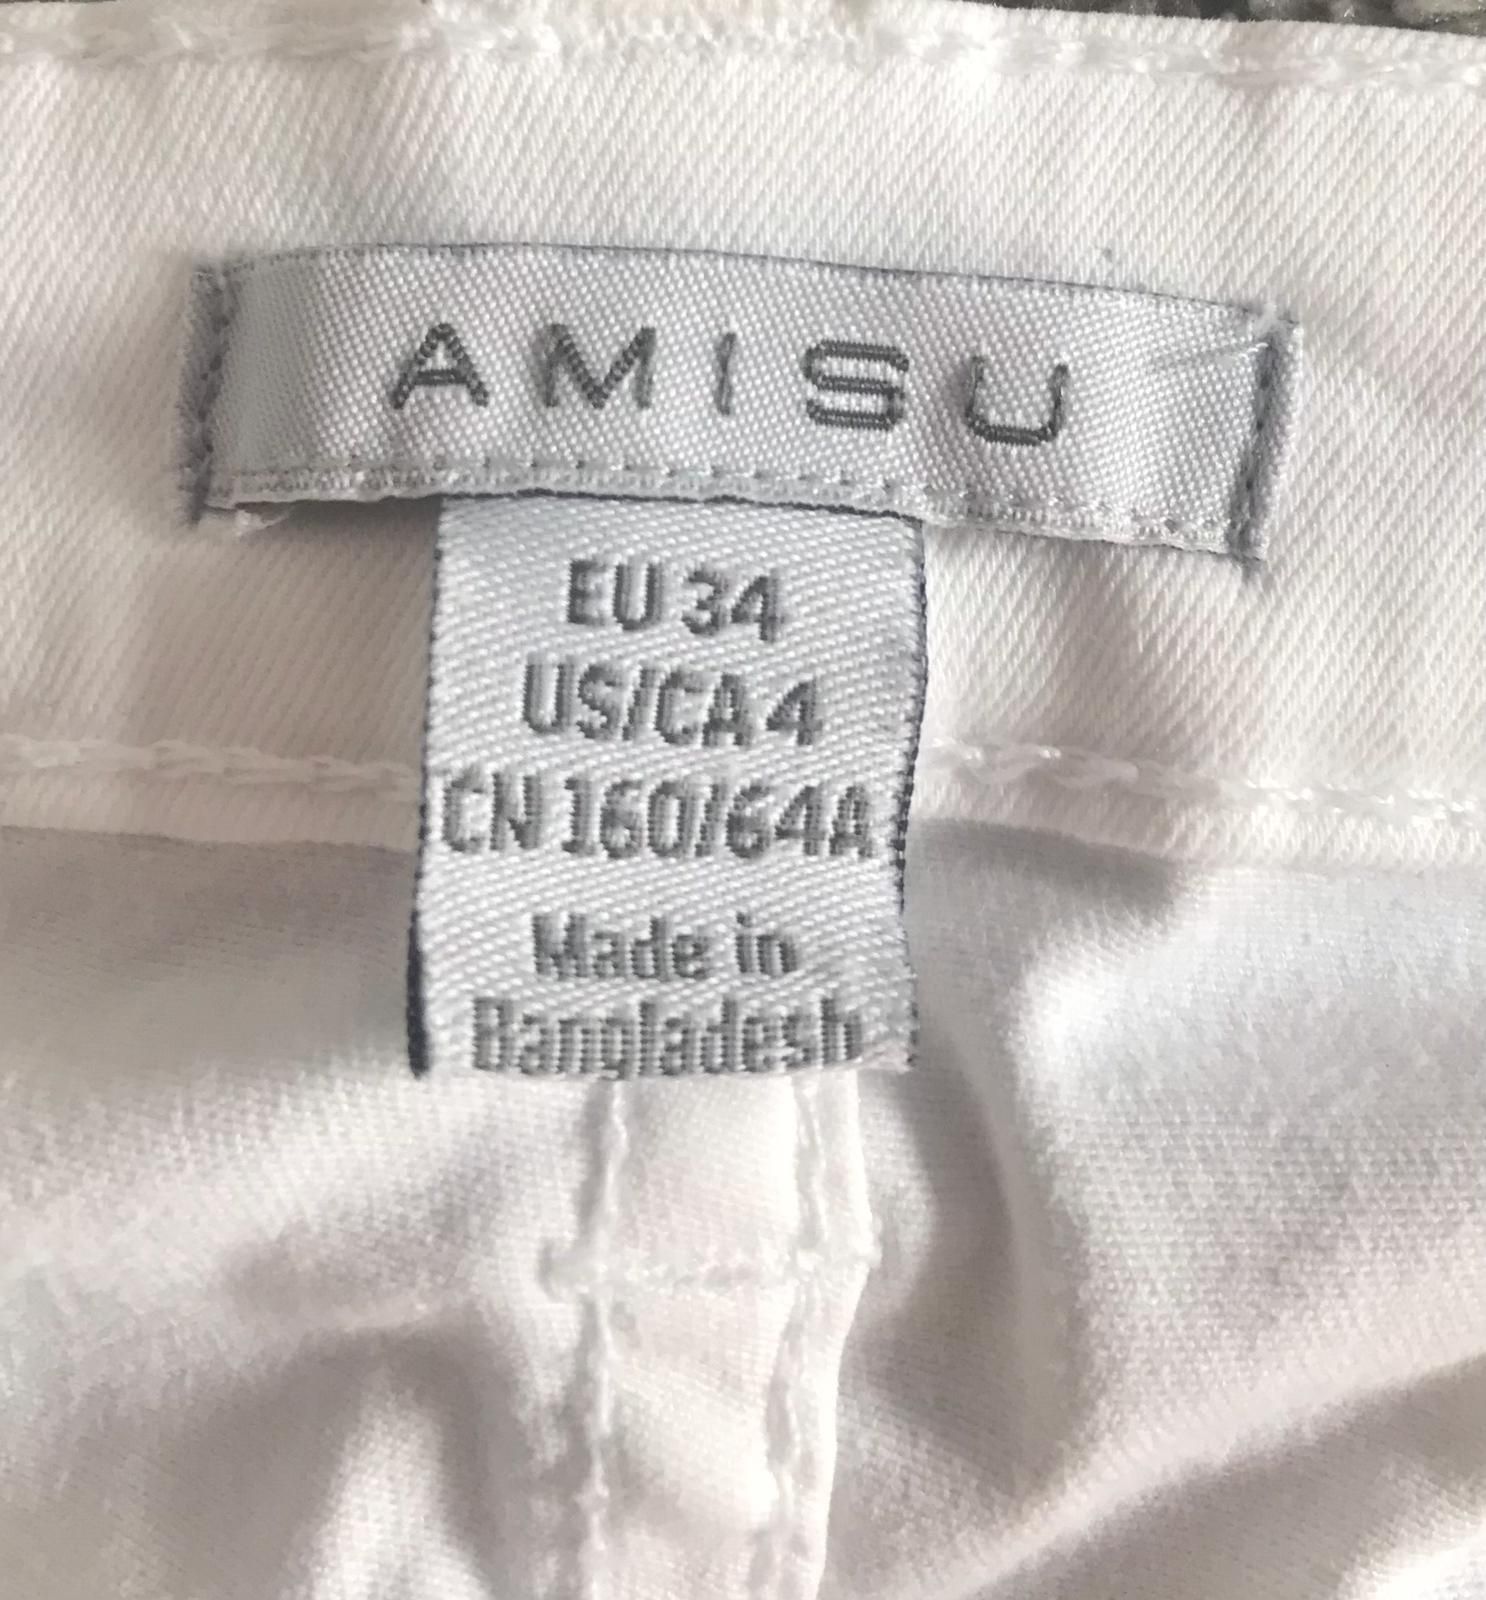 AMISU
EU 34
US/CA 4
CN 160/64A
Made in
Bangladesh